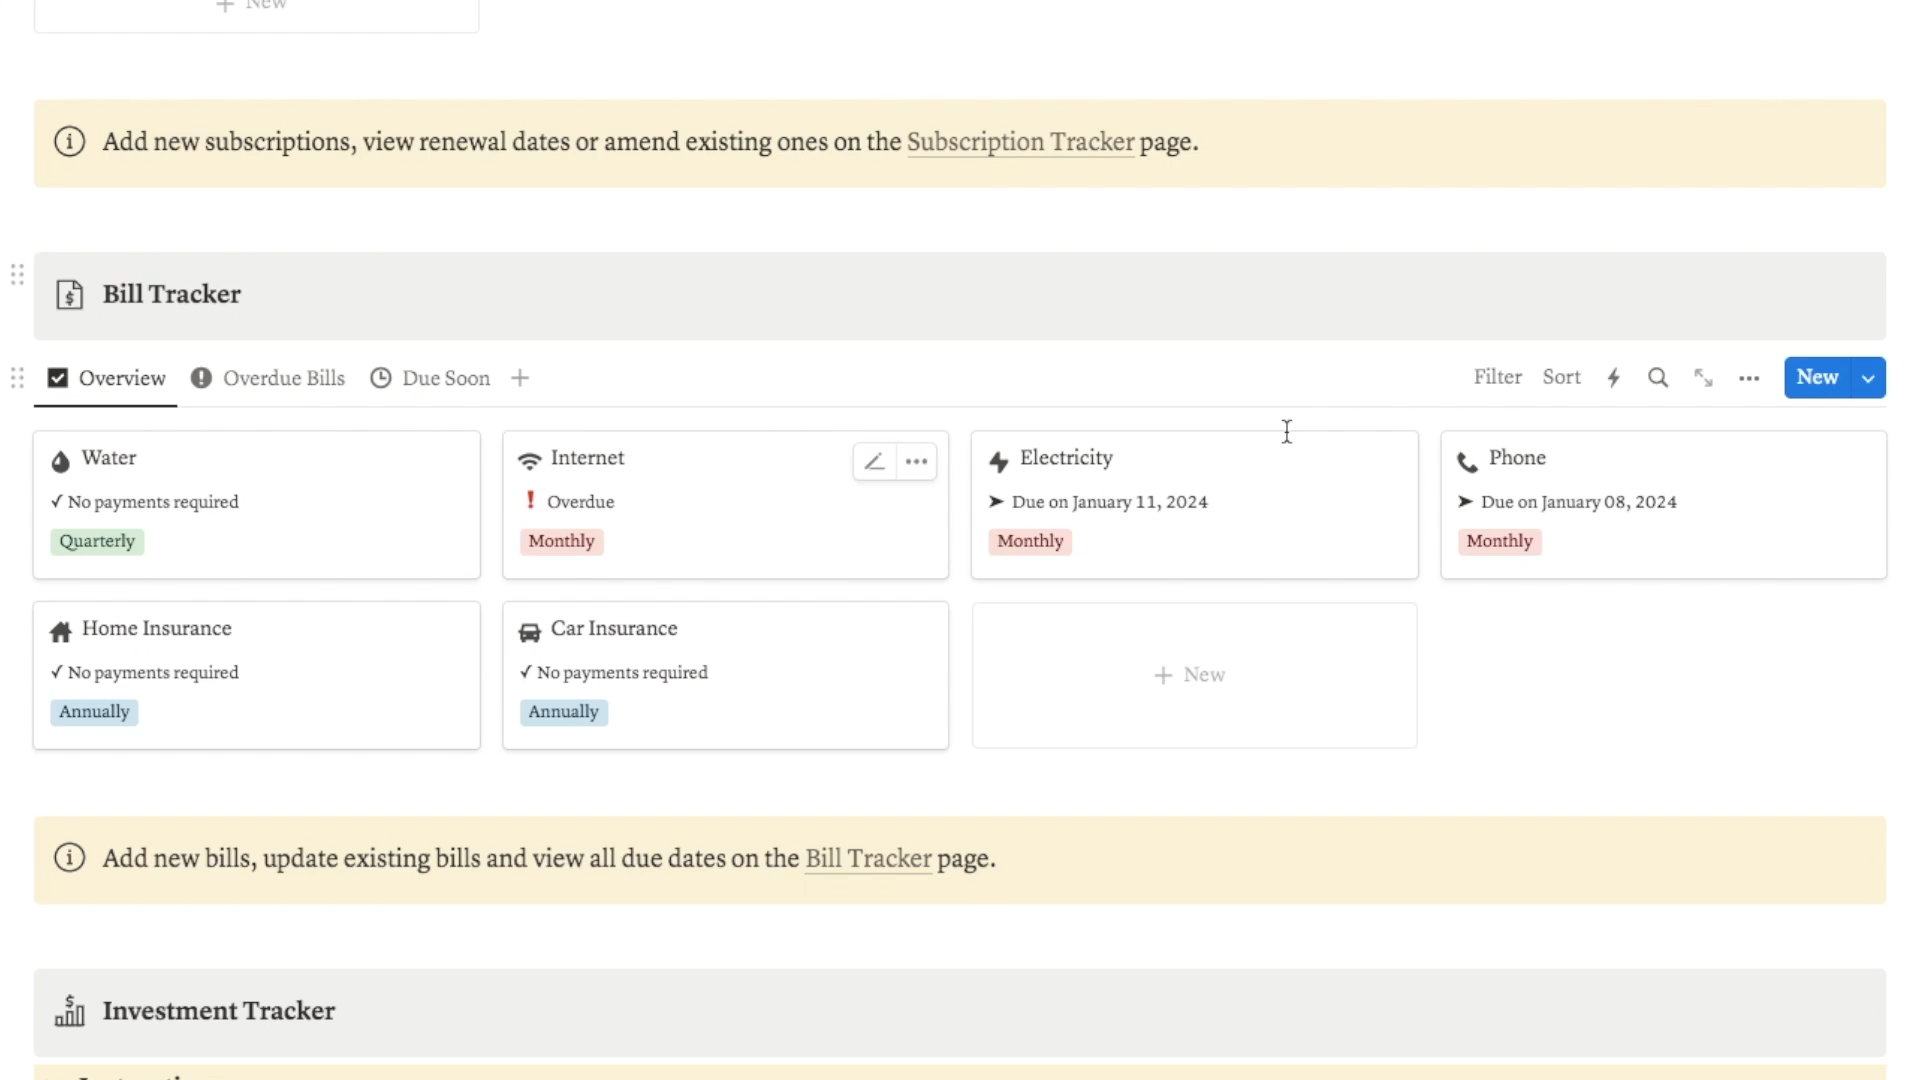 New
Add new subscriptions, view renewal dates or amend existing ones on the Subscription Tracker page.
Bill Tracker
Overview
Overdue Bills
Due Soon
Filter
Sort
New
Water
✓ No payments required
Quarterly
Internet
❗ Overdue
Monthly
Electricity
➤ Due on January 11, 2024
Monthly
Phone
➤ Due on January 08, 2024
Monthly
Home Insurance
✓ No payments required
Annually
Car Insurance
✓ No payments required
Annually
+ New
Add new bills, update existing bills and view all due dates on the Bill Tracker page.
Investment Tracker